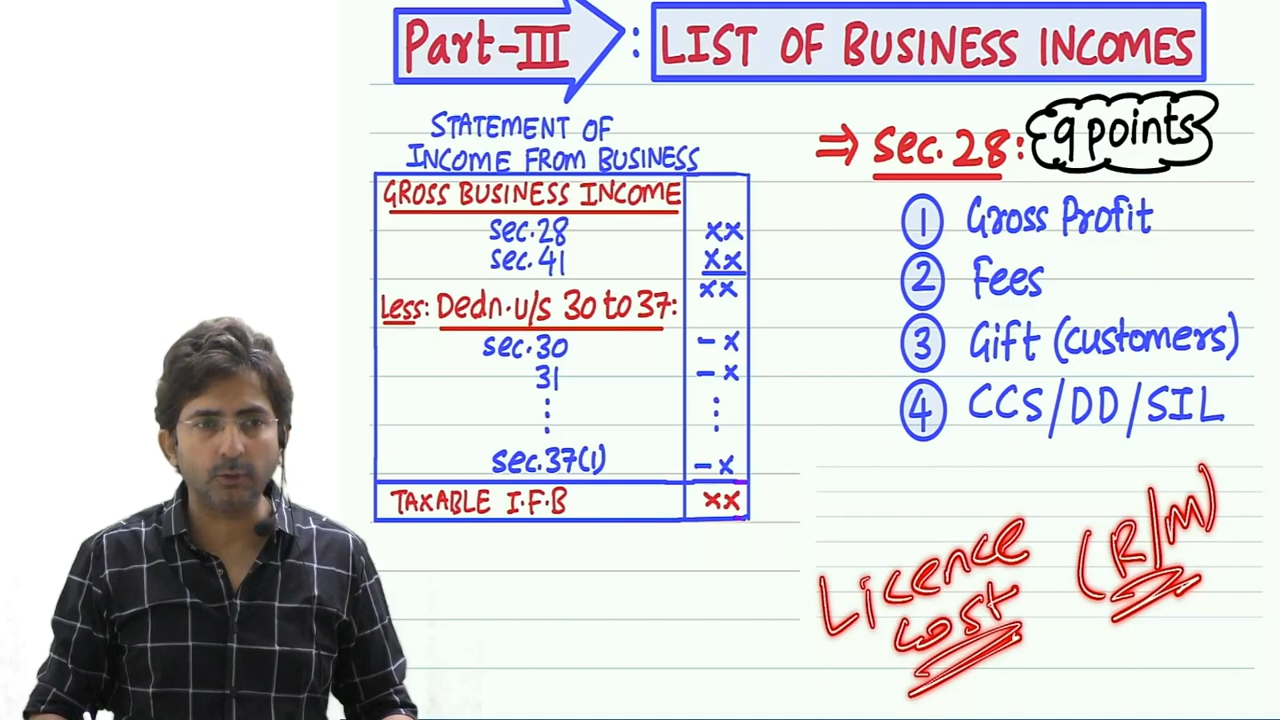 Part-III : LIST OF BUSINESS INCOMES
STATEMENT OF
INCOME FROM BUSINESS
GROSS BUSINESS INCOME
sec.28 xx
sec.41 xx
xx
Less: Dedn.u/s 30 to 37:
sec.30 - x
31 - x
⋮ ⋮
sec.37(1) - x
TAXABLE I.F.B xx
⇒ sec.28: 9 points
1 Gross Profit
2 Fees
3 Gift (customers)
4 CCS/DD/SIL
Licence (R/M)
cost